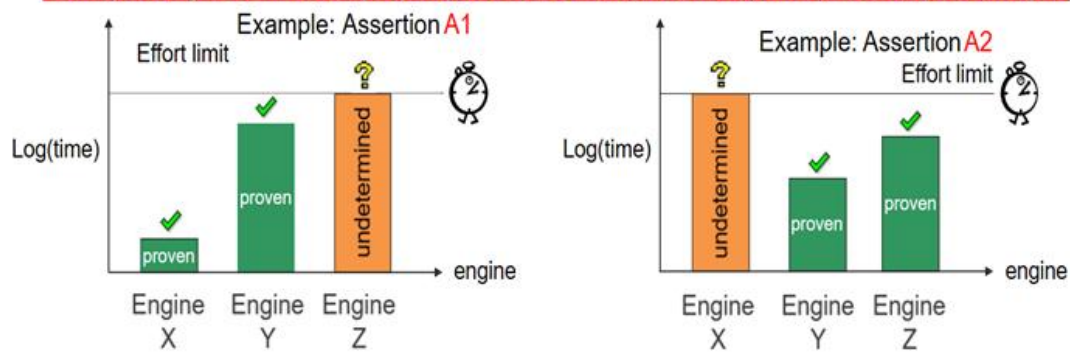 Example: Assertion A1
Effort limit
?
Log(time)
proven
proven
undetermined
engine
Engine X
Engine Y
Engine Z
Example: Assertion A2
Effort limit
?
Log(time)
undetermined
proven
proven
engine
Engine X
Engine Y
Engine Z